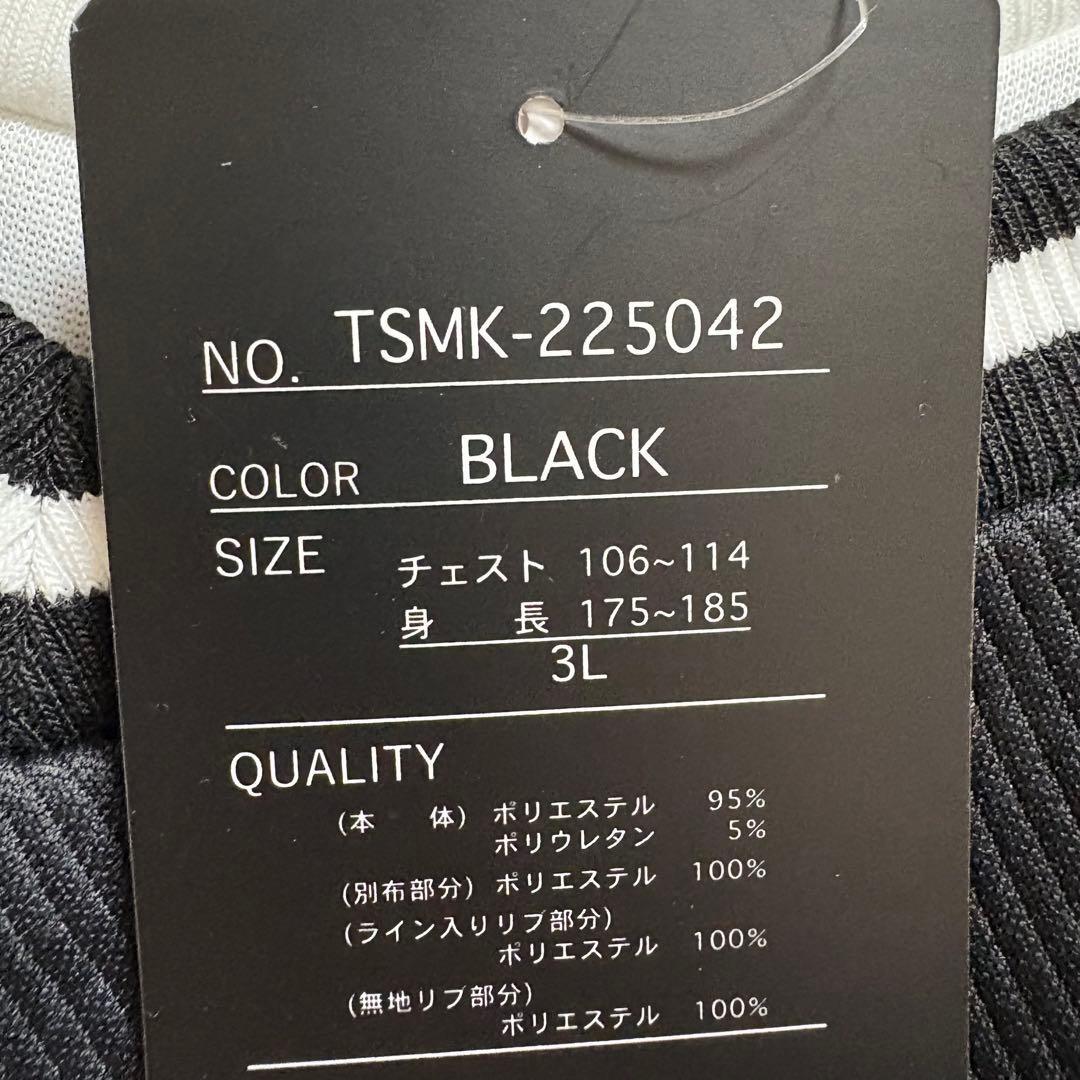 NO. TSMK-225042
COLOR BLACK
SIZE チェスト 106~114
身 長 175~185
3L
QUALITY
(本 体) ポリエステル 95%
ポリウレタン 5%
(別布部分) ポリエステル 100%
(ライン入りリブ部分)
ポリエステル 100%
(無地リブ部分)
ポリエステル 100%